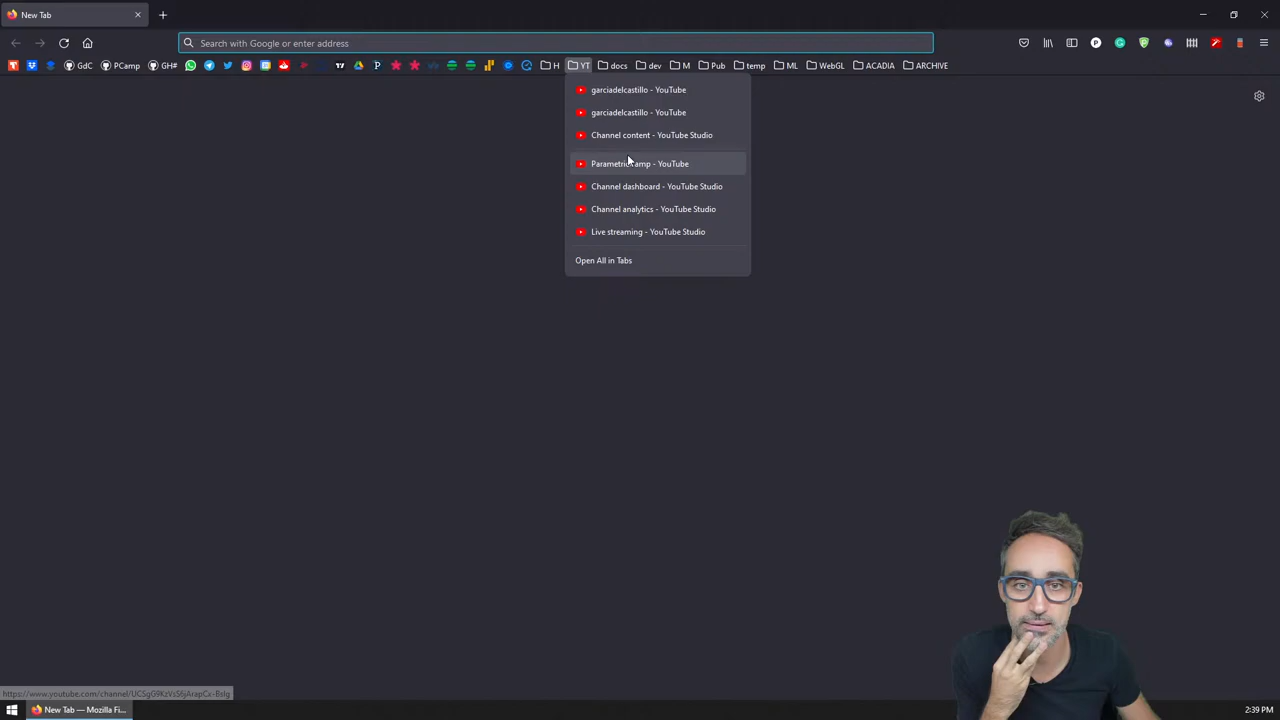 New Tab
Search with Google or enter address
GdC PCamp GH# H YT docs dev M Pub temp ML WebGL ACADIA ARCHIVE
garciadelcastillo - YouTube
garciadelcastillo - YouTube
Channel content - YouTube Studio
ParametricCamp - YouTube
Channel dashboard - YouTube Studio
Channel analytics - YouTube Studio
Live streaming - YouTube Studio
Open All in Tabs
New Tab — Mozilla Fi...
2:39 PM